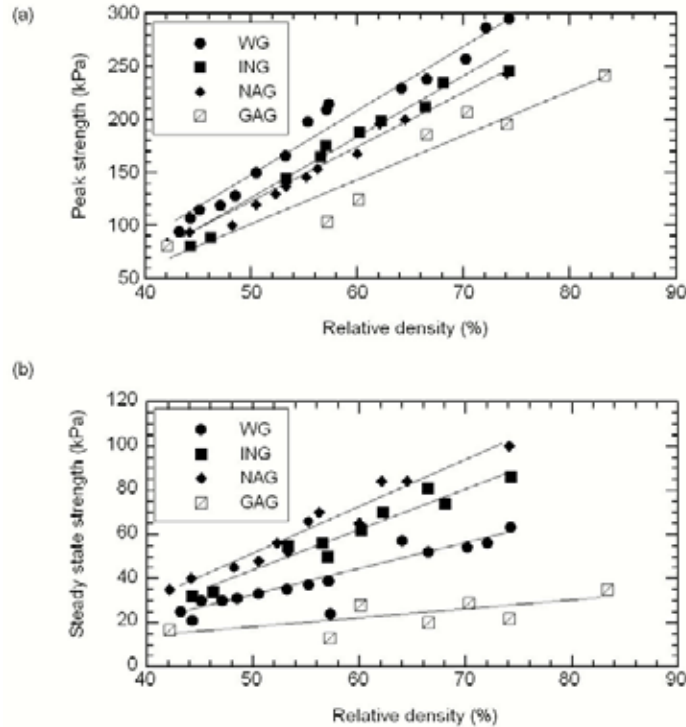 (a)
300
250
200
150
100
50
Peak strength (kPa)
WG
ING
NAG
GAG
40 50 60 70 80 90
Relative density (%)
(b)
120
100
80
60
40
20
0
Steady state strength (kPa)
WG
ING
NAG
GAG
40 50 60 70 80 90
Relative density (%)